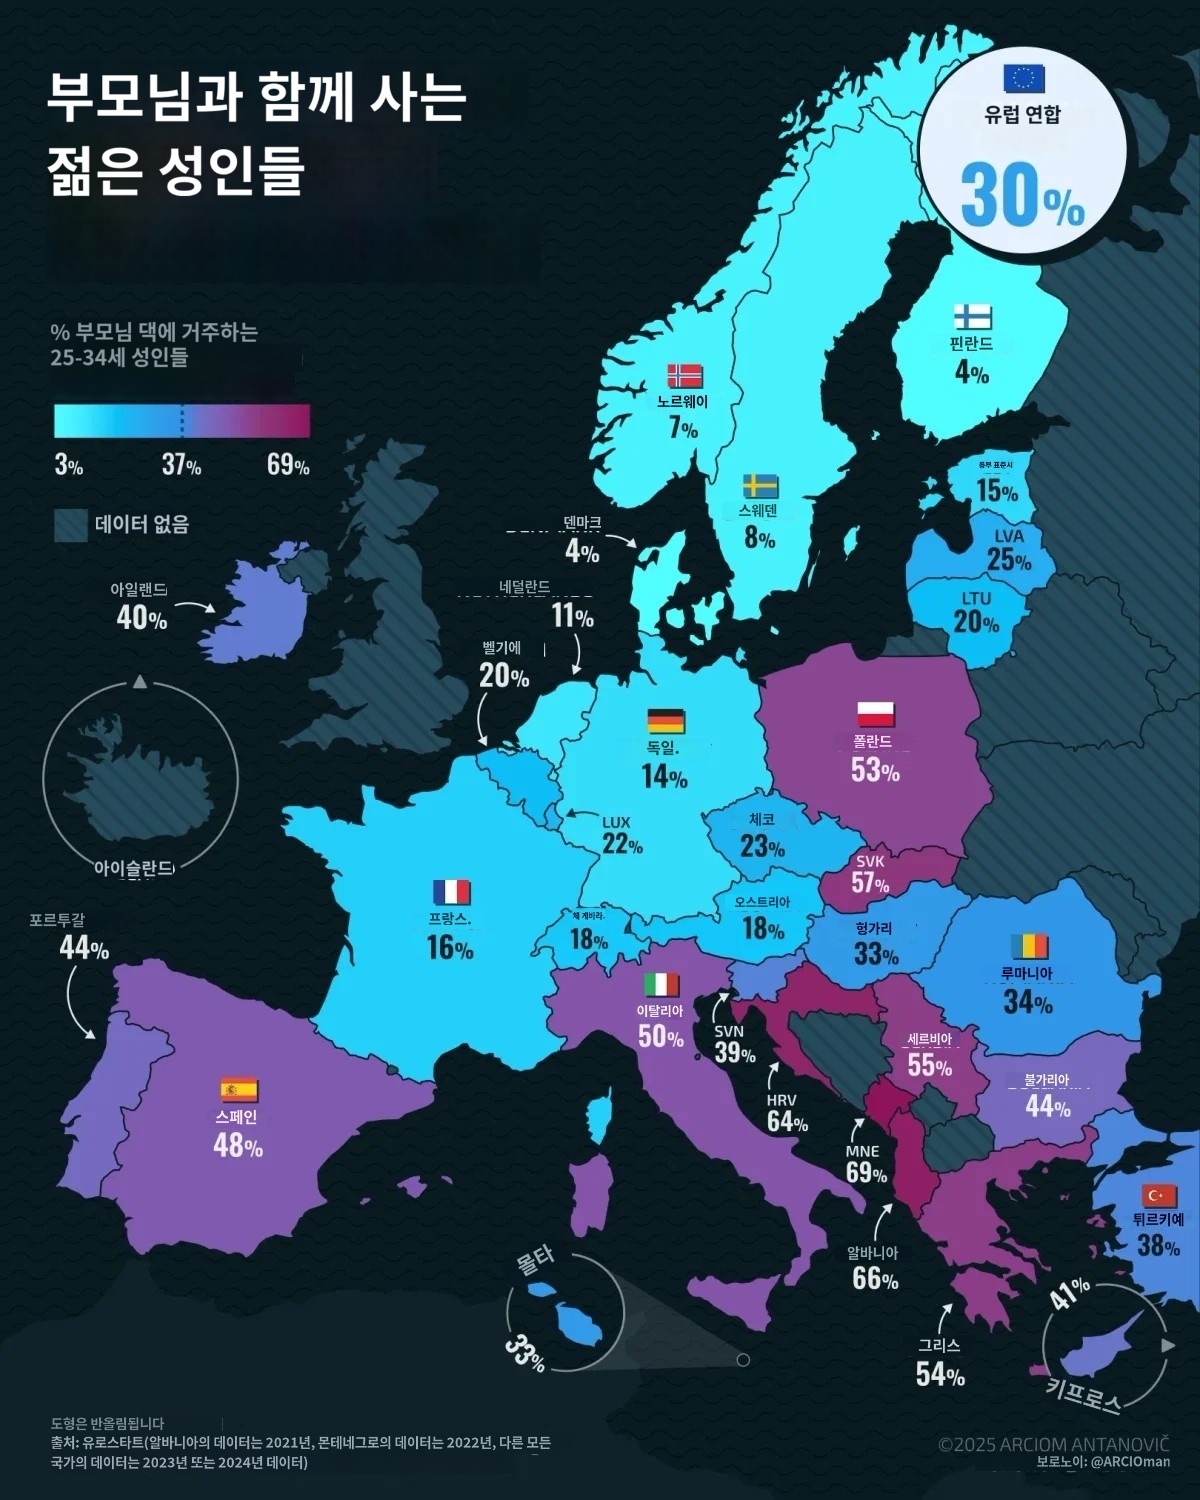 부모님과 함께 사는
젊은 성인들
유럽 연합
30%
% 부모님 댁에 거주하는
25-34세 성인들
3% 37% 69%
데이터 없음
핀란드
4%
노르웨이
7%
스웨덴
8%
동부 표준시
15%
LVA
25%
LTU
20%
덴마크
4%
네덜란드
11%
벨기에
20%
아일랜드
40%
아이슬란드
독일.
14%
폴란드
53%
LUX
22%
체코
23%
SVK
57%
프랑스.
16%
체 게바라.
18%
오스트리아
18%
헝가리
33%
루마니아
34%
포르투갈
44%
스페인
48%
이탈리아
50%
SVN
39%
HRV
64%
세르비아
55%
불가리아
44%
MNE
69%
알바니아
66%
튀르키예
38%
그리스
54%
몰타
33%
41%
키프로스
도형은 반올림됩니다
출처: 유로스타트(알바니아의 데이터는 2021년, 몬테네그로의 데이터는 2022년, 다른 모든
국가의 데이터는 2023년 또는 2024년 데이터)
©2025 ARCIOM ANTANOVIČ
보로노이: @ARCIOman